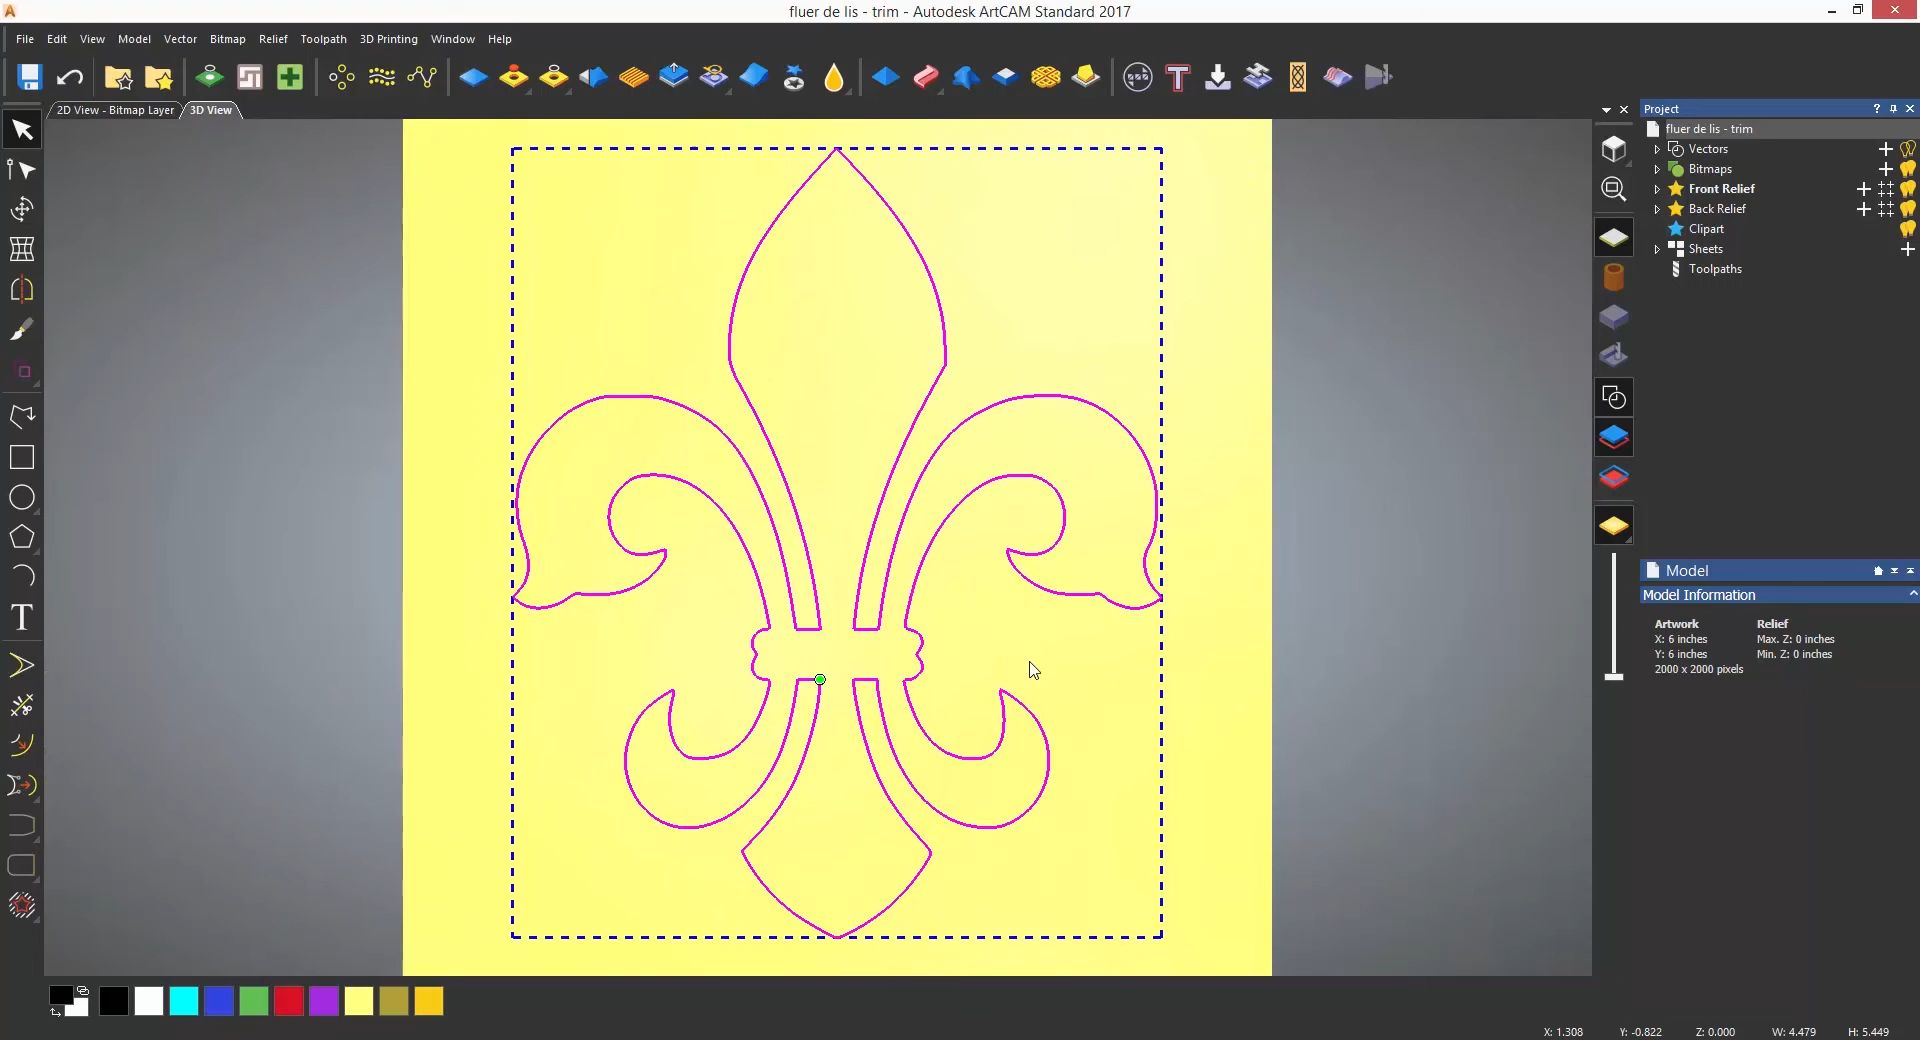 fluer de lis - trim - Autodesk ArtCAM Standard 2017
File Edit View Model Vector Bitmap Relief Toolpath 3D Printing Window Help
2D View - Bitmap Layer 3D View
Project
fluer de lis - trim
Vectors
Bitmaps
Front Relief
Back Relief
Clipart
Sheets
Toolpaths
Model
Model Information
Artwork Relief
X: 6 inches Max. Z: 0 inches
Y: 6 inches Min. Z: 0 inches
2000 x 2000 pixels
X: 1.308 Y: -0.822 Z: 0.000 W: 4.479 H: 5.449